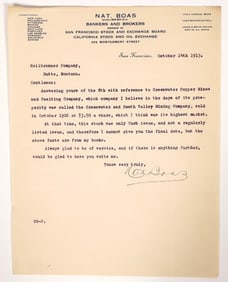 NAT. BOAS
BANKERS AND BROKERS
MEMBER OF
SAN FRANCISCO STOCK AND EXCHANGE BOARD
CALIFORNIA STOCK AND OIL EXCHANGE
MONTGOMERY STREET
San Francisco, October 24th 1913.
Heilbronner Company,
Butte, Montana.
Gentlemen:
Answering yours of the 8th with reference to Greenwater Copper Mines
and Smelting Company, which company I believe in the days of its pros-
perity was called the Greenwater and Death Valley Mining Company, sold
in October 1906 at $3.50 a share, which I think was its highest market.
At that time, this stock was only Curb issue, and not a regularly
listed issue, and therefore I cannot give you the final date, but the
above facts are from my books.
Always glad to be of service, and if there is anything further,
would be glad to have you write me.
Yours very truly,
Nat Boas